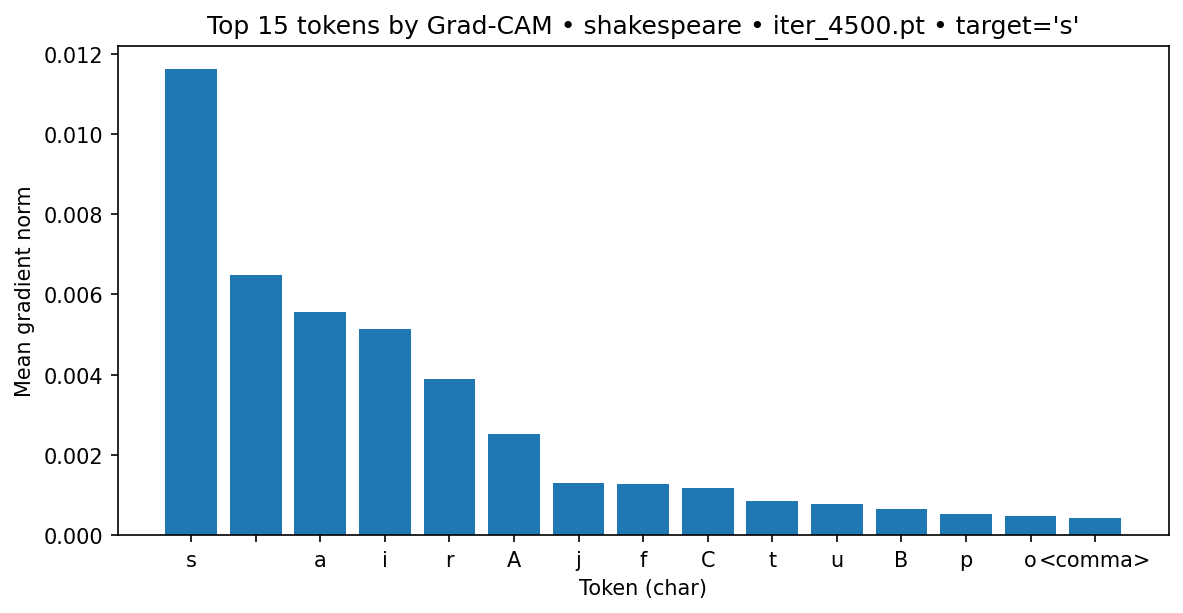 Top 15 tokens by Grad-CAM • shakespeare • iter_4500.pt • target='s'
0.012
0.010
0.008
0.006
0.004
0.002
0.000
Mean gradient norm
s a i r A j f C t u B p o <comma>
Token (char)